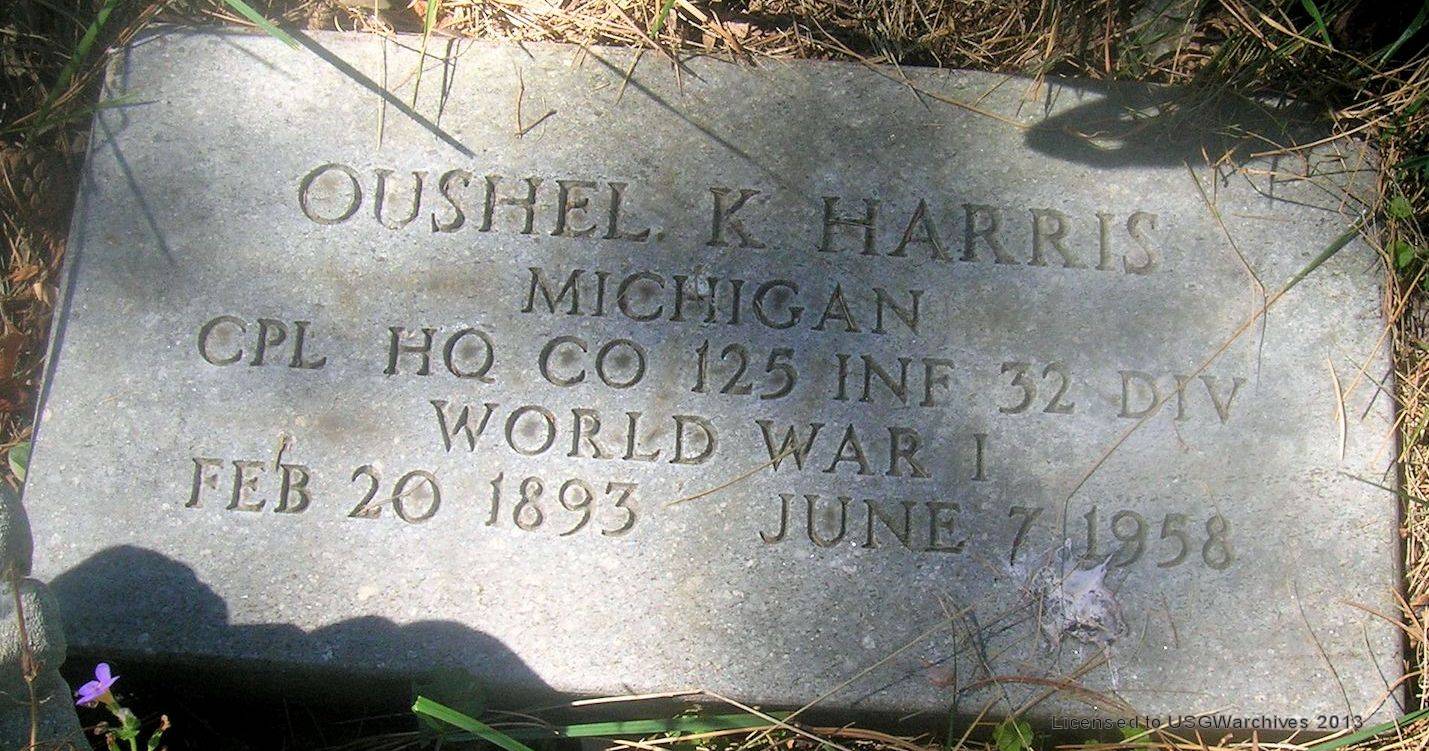 OUSHEL K HARRIS
MICHIGAN
CPL HQ CO 125 INF 32 DIV
WORLD WAR I
FEB 20 1893 JUNE 7 1958
Licensed to USGWarchives 2013